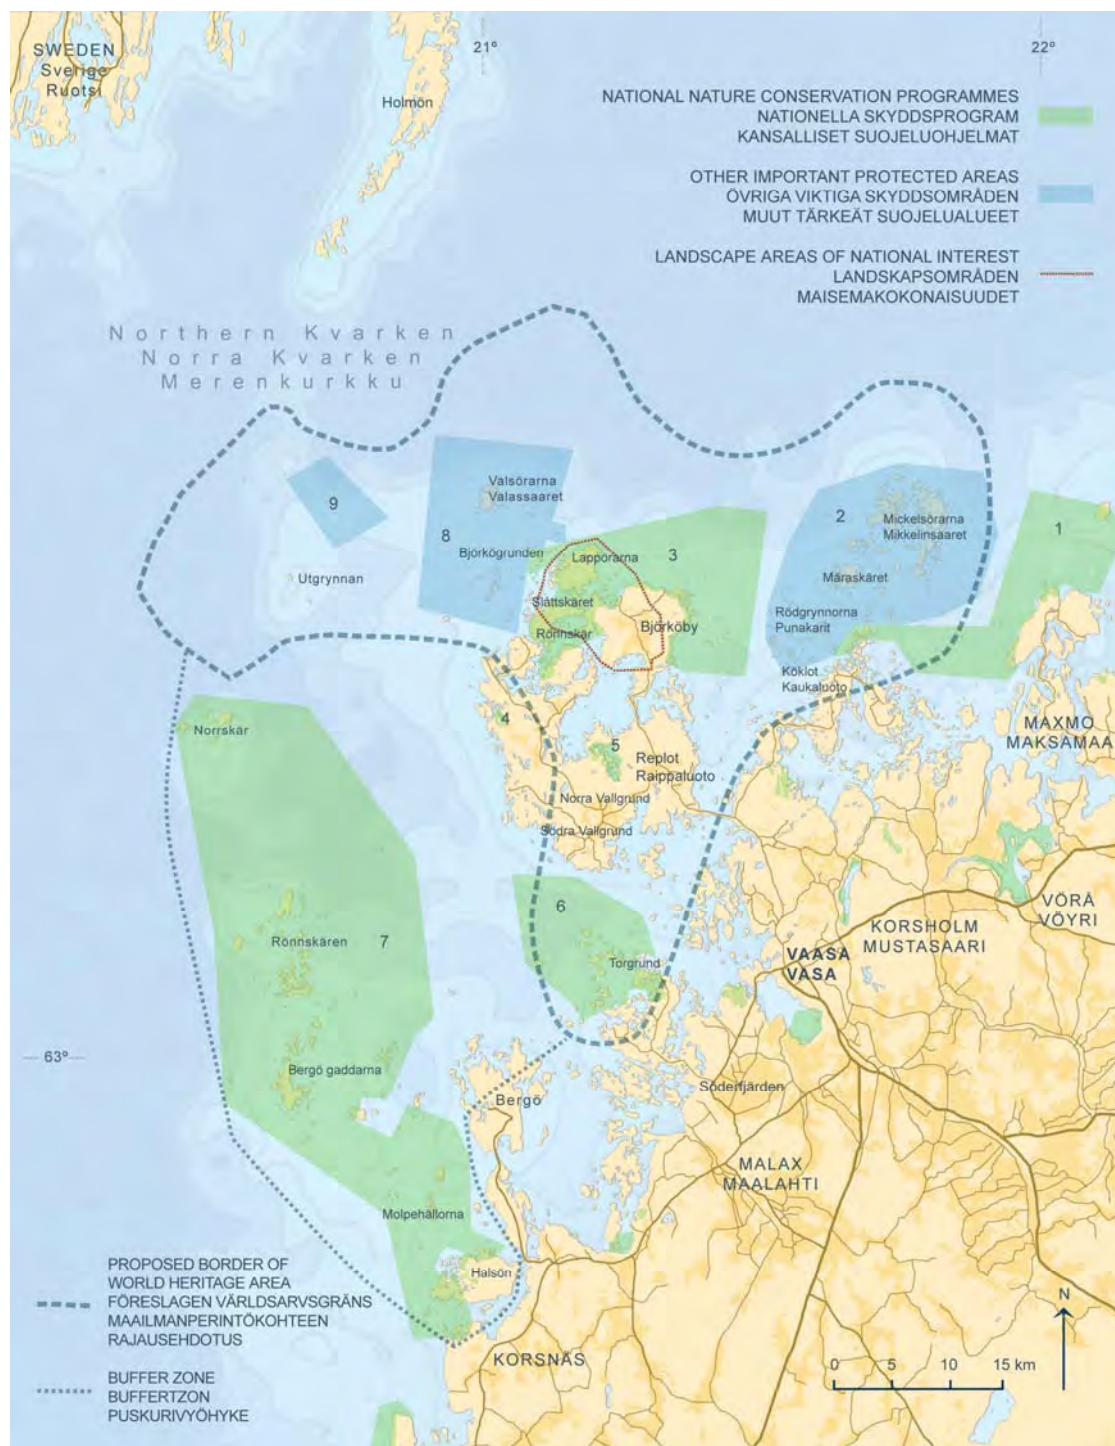 21°
22°
SWEDEN
Sverige
Ruotsi
Holmön
NATIONAL NATURE CONSERVATION PROGRAMMES
NATIONELLA SKYDDSPROGRAM
KANSALLISET SUOJELUOHJELMAT
OTHER IMPORTANT PROTECTED AREAS
ÖVRIGA VIKTIGA SKYDDSOMRÅDEN
MUUT TÄRKEÄT SUOJELUALUEET
LANDSCAPE AREAS OF NATIONAL INTEREST
LANDSKAPSOMRÅDEN
MAISEMAKOKONAISUUDET
Northern Kvarken
Norra Kvarken
Merenkurkku
9
Valsörarna
Valassaaret
8
Björkögrunden
Utgrynnan
Lappörarna
3
Slåttskäret
Rönnskär
Björköby
2
Mickelsörarna
Mikkelinsaaret
Märaskäret
Rödgrynnorna
Punakarit
1
Köklot
Kaukaluoto
MAXMO
MAKSAMAA
Norrskär
4
5
Replot
Raippaluoto
Norra Vallgrund
Södra Vallgrund
6
Torgrund
VÖRÅ
VÖYRI
KORSHOLM
MUSTASAARI
VAASA
VASA
Rönnskären
7
63°
Bergö gaddarna
Bergö
Söderfjärden
MALAX
MAALAHTI
Molpehällorna
Halsön
KORSNÄS
PROPOSED BORDER OF
WORLD HERITAGE AREA
FÖRESLAGEN VÄRLDSARVSGRÄNS
MAAILMANPERINTÖKOHTEEN
RAJAUSEHDOTUS
BUFFER ZONE
BUFFERTZON
PUSKURIVYÖHYKE
N
0 5 10 15 km